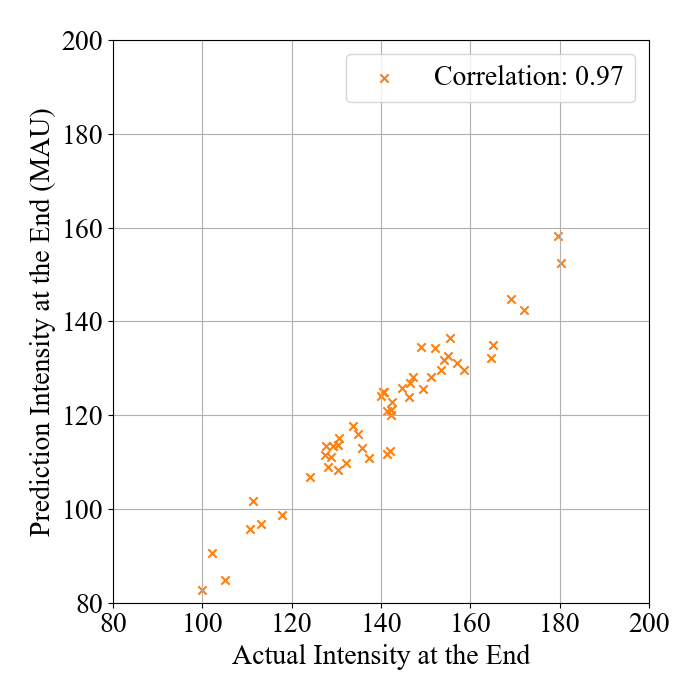 Correlation: 0.97
Prediction Intensity at the End (MAU)
200
180
160
140
120
100
80
80 100 120 140 160 180 200
Actual Intensity at the End